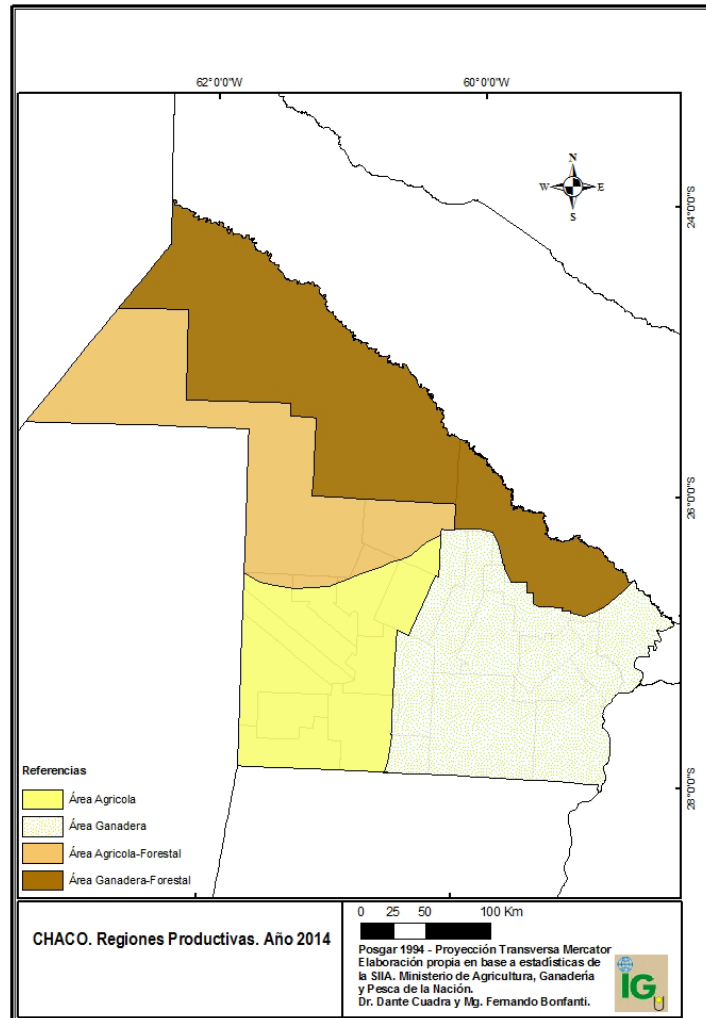 62°0'0"W
60°0'0"W
N
W E
S
24°0'0"S
26°0'0"S
28°0'0"S
Referencias
Área Agricola
Área Ganadera
Área Agricola-Forestal
Área Ganadera-Forestal
CHACO. Regiones Productivas. Año 2014
0 25 50 100 Km
Posgar 1994 - Proyección Transversa Mercator
Elaboración propia en base a estadísticas de
la SIIA. Ministerio de Agricultura, Ganadería
y Pesca de la Nación.
Dr. Dante Cuadra y Mg. Fernando Bonfanti.
IG